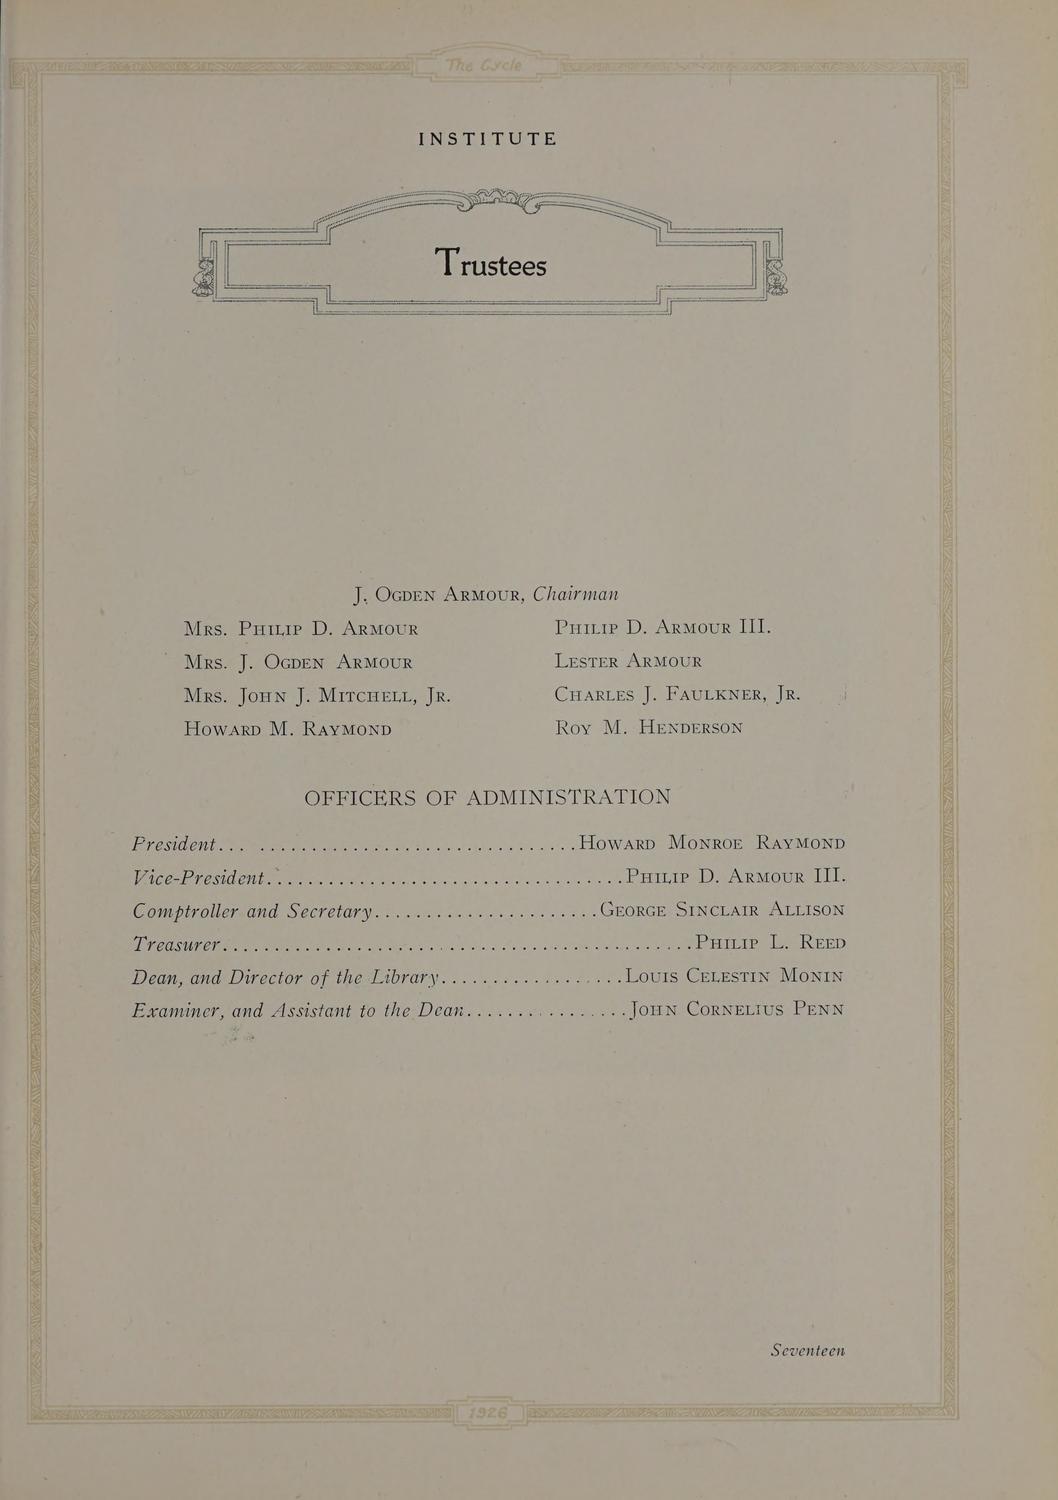 The Cycle
INSTITUTE
Trustees
J. Ogden Armour, Chairman
Mrs. Philip D. Armour
Mrs. J. Ogden Armour
Mrs. John J. Mitchell, Jr.
Howard M. Raymond
Philip D. Armour III.
Lester Armour
Charles J. Faulkner, Jr.
Roy M. Henderson
OFFICERS OF ADMINISTRATION
President........................................Howard Monroe Raymond
Vice-President........................................Philip D. Armour III.
Comptroller and Secretary........................George Sinclair Allison
Treasurer..................................................Philip L. Reed
Dean, and Director of the Library...................Louis Celestin Monin
Examiner, and Assistant to the Dean.................John Cornelius Penn
Seventeen
1926